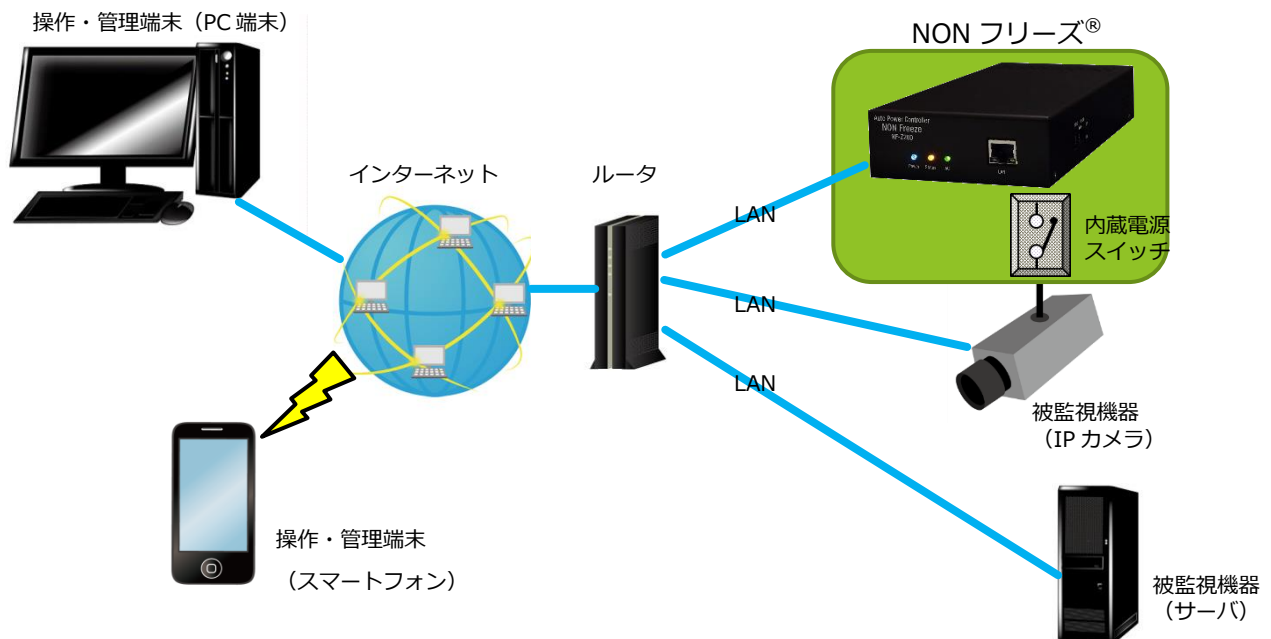 操作・管理端末（PC 端末）
NON フリーズ®
Auto Power Controller
NON Freeze
LAN
インターネット
ルータ
LAN
内蔵電源
スイッチ
LAN
LAN
被監視機器
（IP カメラ）
操作・管理端末
（スマートフォン）
被監視機器
（サーバ）